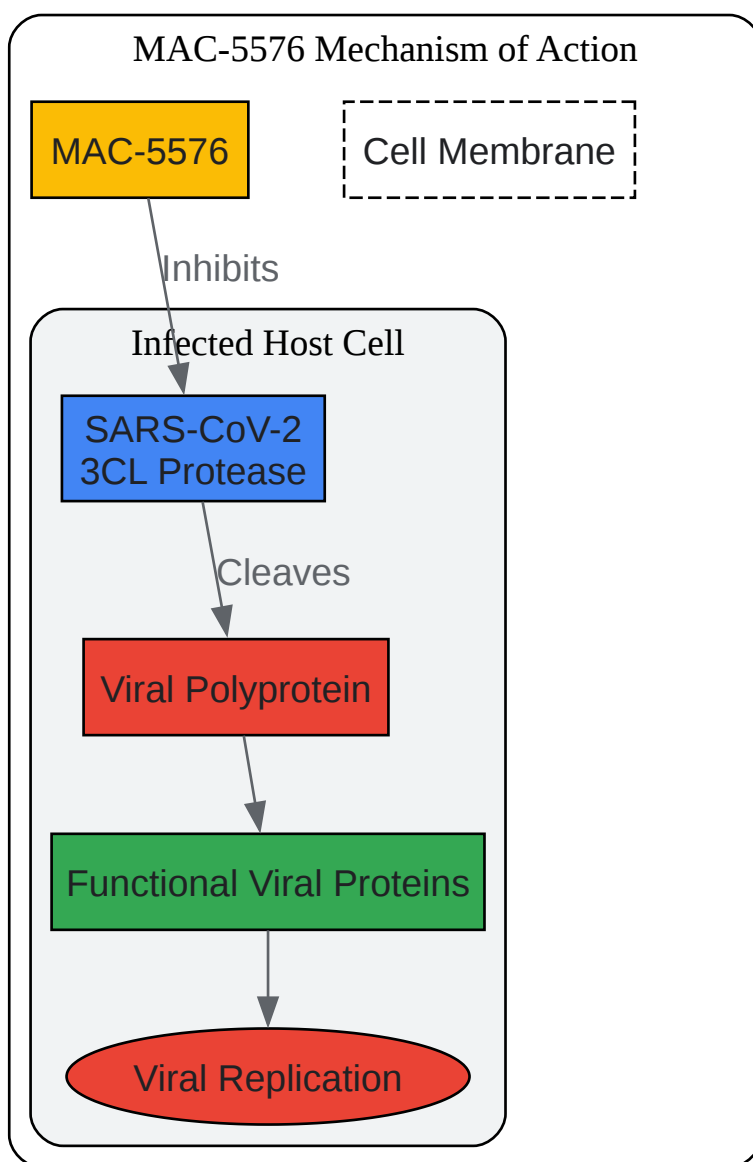 MAC-5576 Mechanism of Action
MAC-5576
Cell Membrane
Inhibits
Infected Host Cell
SARS-CoV-2
3CL Protease
Cleaves
Viral Polyprotein
Functional Viral Proteins
Viral Replication